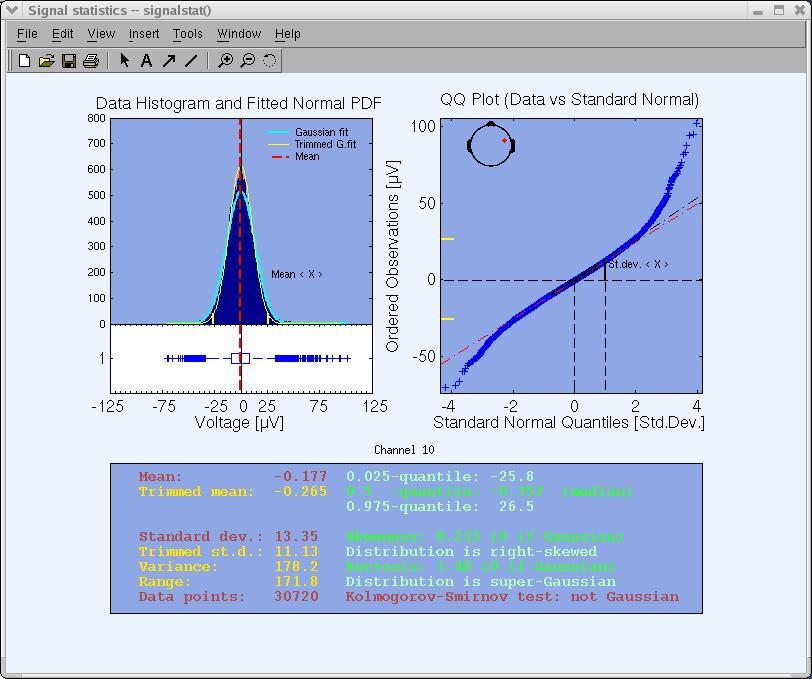 Signal statistics -- signalstat()
File Edit View Insert Tools Window Help
Data Histogram and Fitted Normal PDF
800
700
600
500
400
300
200
100
0
Gaussian fit
Trimmed G.fit
Mean
Mean < X >
1
-125 -75 -25 0 25 75 125
Voltage [µV]
QQ Plot (Data vs Standard Normal)
100
50
0
-50
Ordered Observations [µV]
St.dev. < X >
-4 -2 0 2 4
Standard Normal Quantiles [Std.Dev.]
Channel 10
Mean: -0.177 0.025-quantile: -25.8
Trimmed mean: -0.265 0.5 -quantile: (median)
0.975-quantile: 26.5
Standard dev.: 13.35 Skewness: 0.233 (0 if Gaussian)
Trimmed st.d.: 11.13 Distribution is right-skewed
Variance: 178.2 Kurtosis: 1.48 (0 if Gaussian)
Range: 171.8 Distribution is super-Gaussian
Data points: 30720 Kolmogorov-Smirnov test: not Gaussian